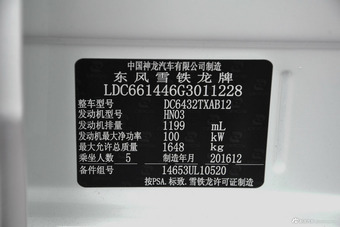 中国神龙汽车有限公司制造
东风雪铁龙牌
LDC661446G3011228
整车型号 DC6432TXAB12
发动机型号 HN03
发动机排量 1199 mL
发动机最大净功率 100 kW
最大允许总质量 1648 kg
乘坐人数 5 制造年月 201612
备件组号 14653UL10520
按PSA.标致.雪铁龙许可证制造